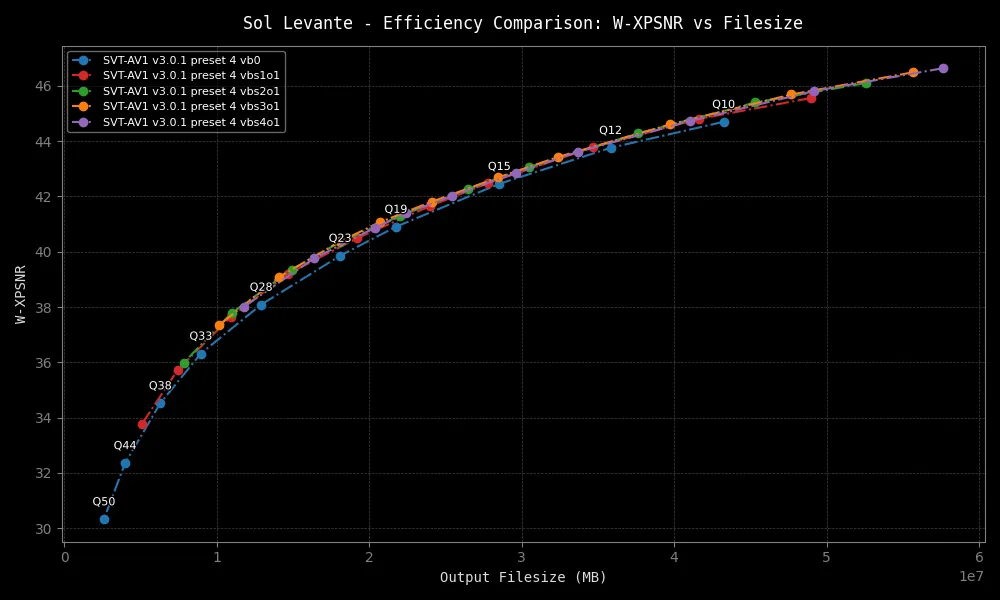 Sol Levante - Efficiency Comparison: W-XPSNR vs Filesize
SVT-AV1 v3.0.1 preset 4 vb0
SVT-AV1 v3.0.1 preset 4 vbs1o1
SVT-AV1 v3.0.1 preset 4 vbs2o1
SVT-AV1 v3.0.1 preset 4 vbs3o1
SVT-AV1 v3.0.1 preset 4 vbs4o1
46
44
42
40
38
36
34
32
30
W-XPSNR
Q10
Q12
Q15
Q19
Q23
Q28
Q33
Q38
Q44
Q50
0 1 2 3 4 5 6
1e7
Output Filesize (MB)